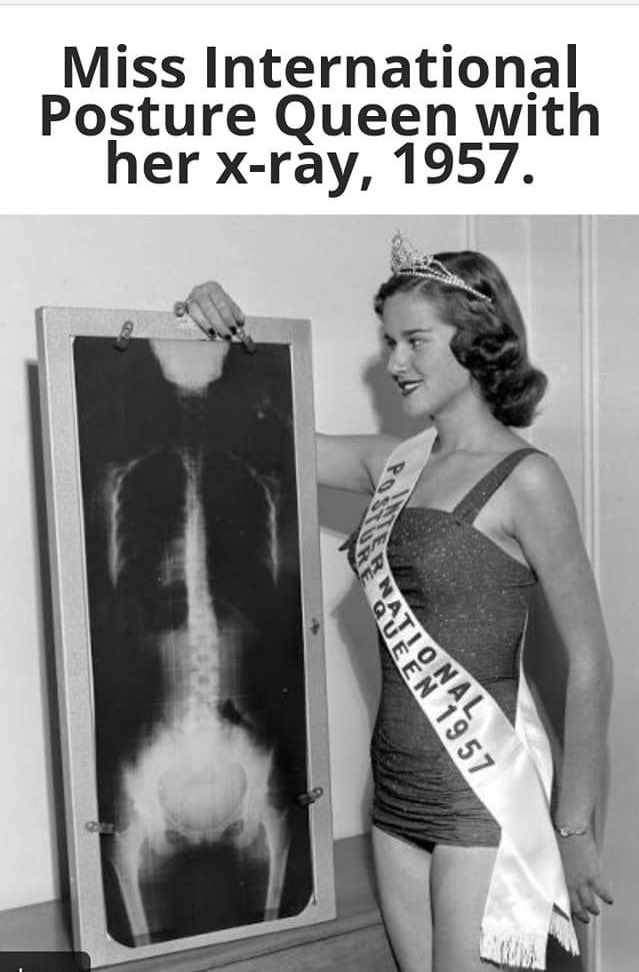 Miss International
Posture Queen with
her x-ray, 1957.
INTERNATIONAL
POSTURE QUEEN 1957